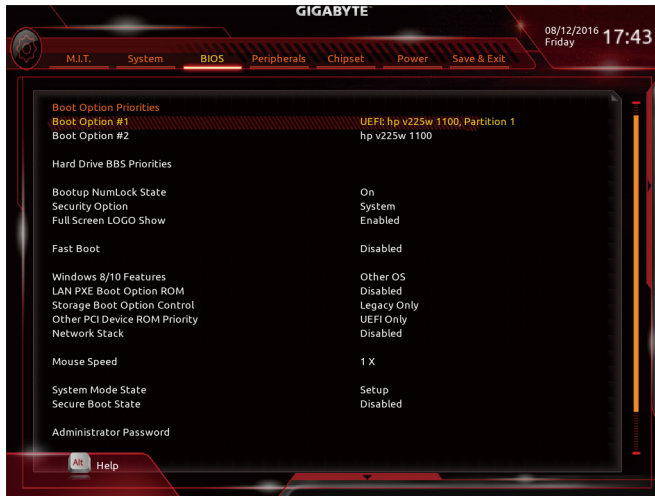 GIGABYTE
08/12/2016 17:43
Friday
M.I.T. System BIOS Peripherals Chipset Power Save & Exit
Boot Option Priorities
Boot Option #1 UEFI: hp v225w 1100, Partition 1
Boot Option #2 hp v225w 1100
Hard Drive BBS Priorities
Bootup NumLock State On
Security Option System
Full Screen LOGO Show Enabled
Fast Boot Disabled
Windows 8/10 Features Other OS
LAN PXE Boot Option ROM Disabled
Storage Boot Option Control Legacy Only
Other PCI Device ROM Priority UEFI Only
Network Stack Disabled
Mouse Speed 1 X
System Mode State Setup
Secure Boot State Disabled
Administrator Password
Alt Help